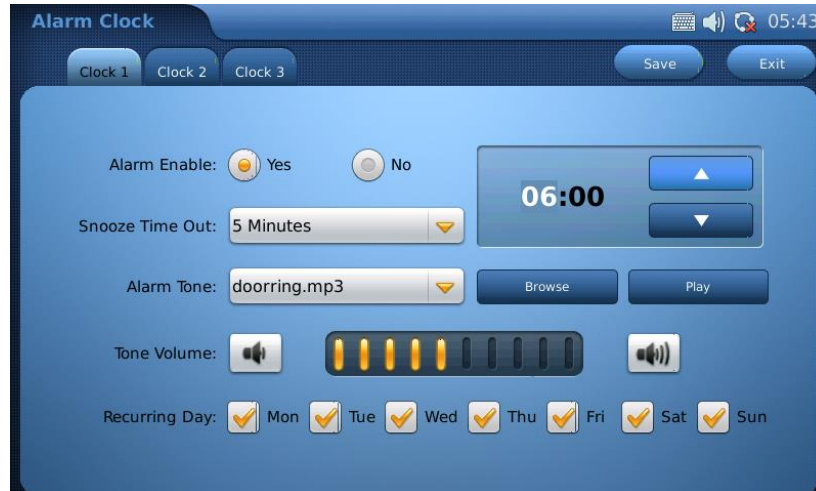 Alarm Clock 05:43
Clock 1 Clock 2 Clock 3 Save Exit
Alarm Enable: Yes No
06:00
Snooze Time Out: 5 Minutes
Alarm Tone: doorring.mp3 Browse Play
Tone Volume:
Recurring Day: Mon Tue Wed Thu Fri Sat Sun